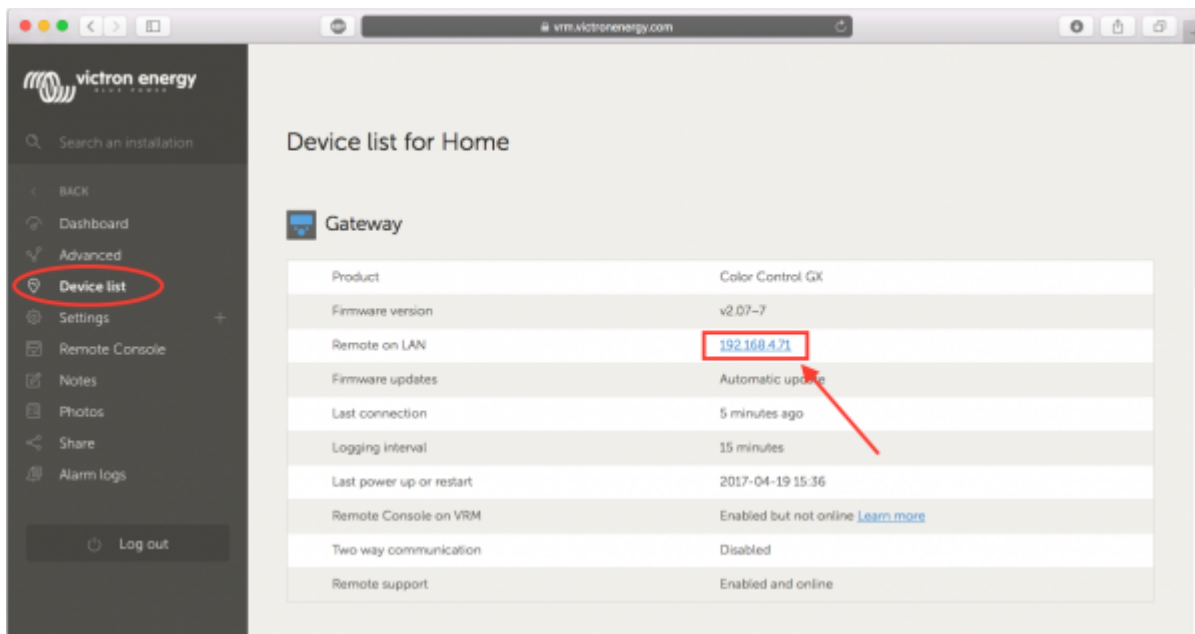 vrm.victronenergy.com
victron energy
BLUE POWER
Search an installation
BACK
Dashboard
Advanced
Device list
Settings +
Remote Console
Notes
Photos
Share
Alarm logs
Log out
Device list for Home
Gateway
Product Color Control GX
Firmware version v2.07-7
Remote on LAN 192.168.4.71
Firmware updates Automatic update
Last connection 5 minutes ago
Logging interval 15 minutes
Last power up or restart 2017-04-19 15:36
Remote Console on VRM Enabled but not online Learn more
Two way communication Disabled
Remote support Enabled and online